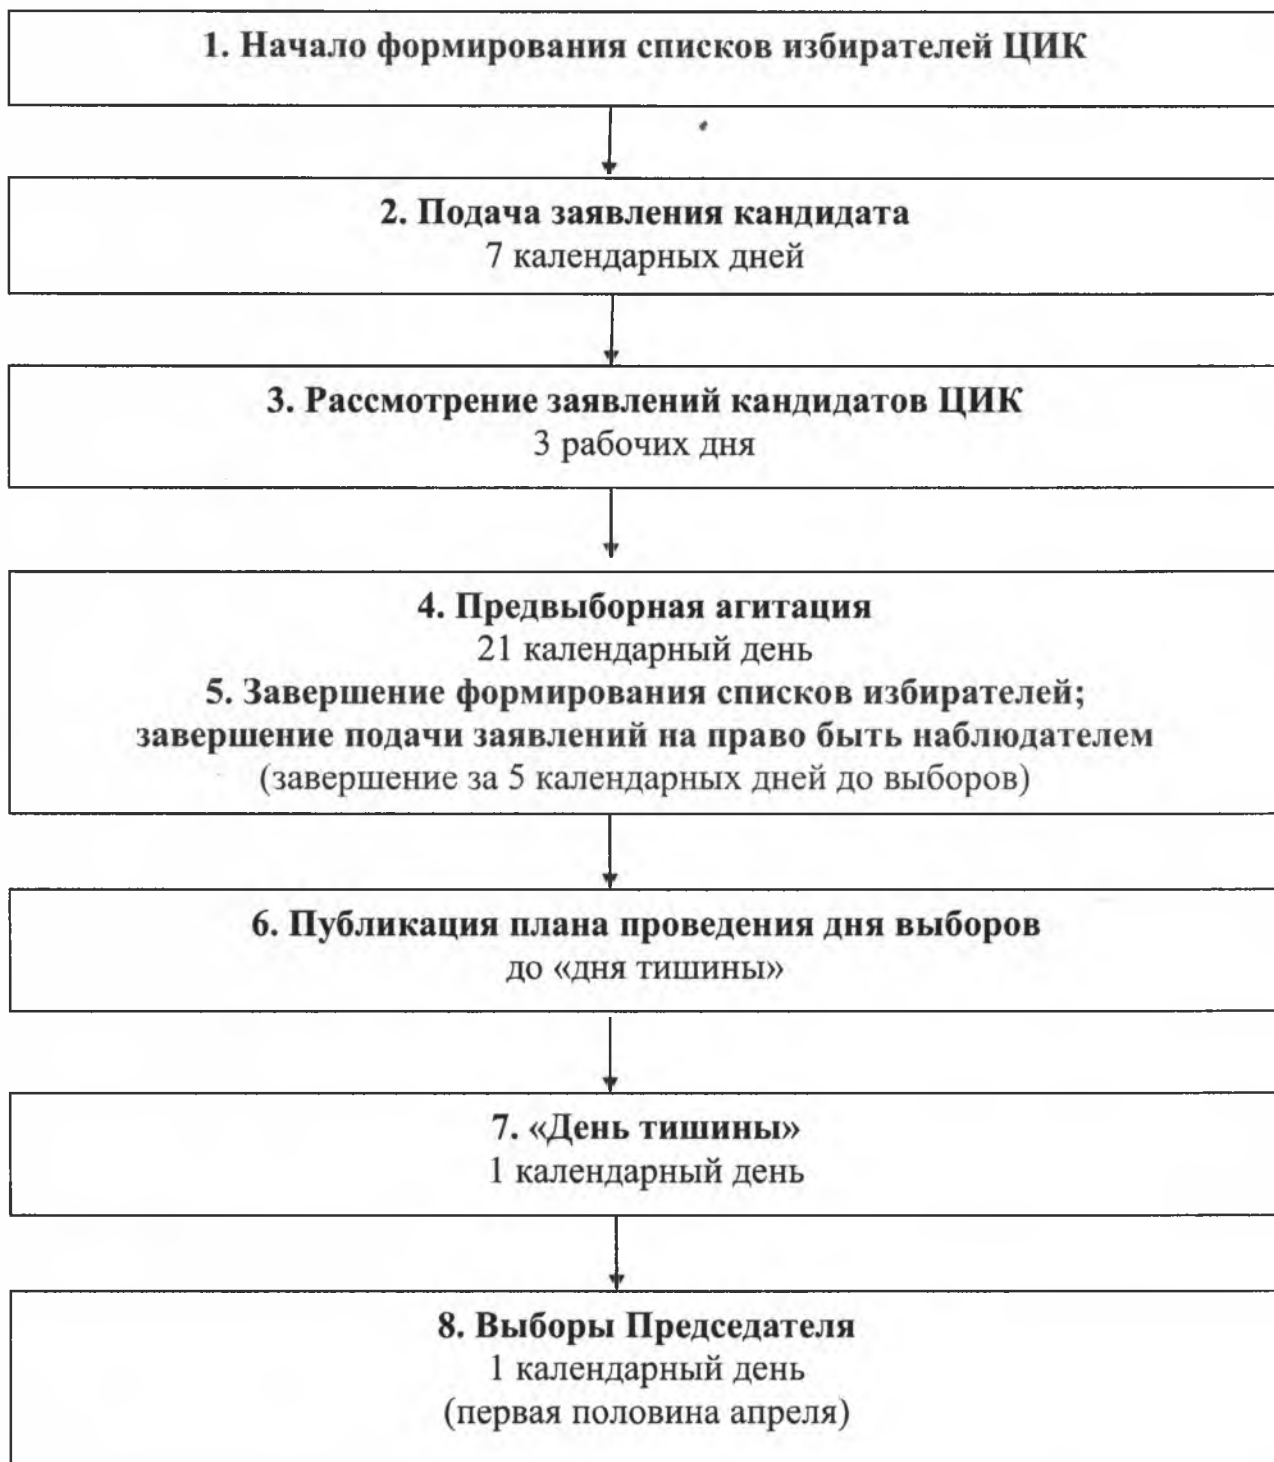 1. Начало формирования списков избирателей ЦИК
2. Подача заявления кандидата
7 календарных дней
3. Рассмотрение заявлений кандидатов ЦИК
3 рабочих дня
4. Предвыборная агитация
21 календарный день
5. Завершение формирования списков избирателей;
завершение подачи заявлений на право быть наблюдателем
(завершение за 5 календарных дней до выборов)
6. Публикация плана проведения дня выборов
до «дня тишины»
7. «День тишины»
1 календарный день
8. Выборы Председателя
1 календарный день
(первая половина апреля)